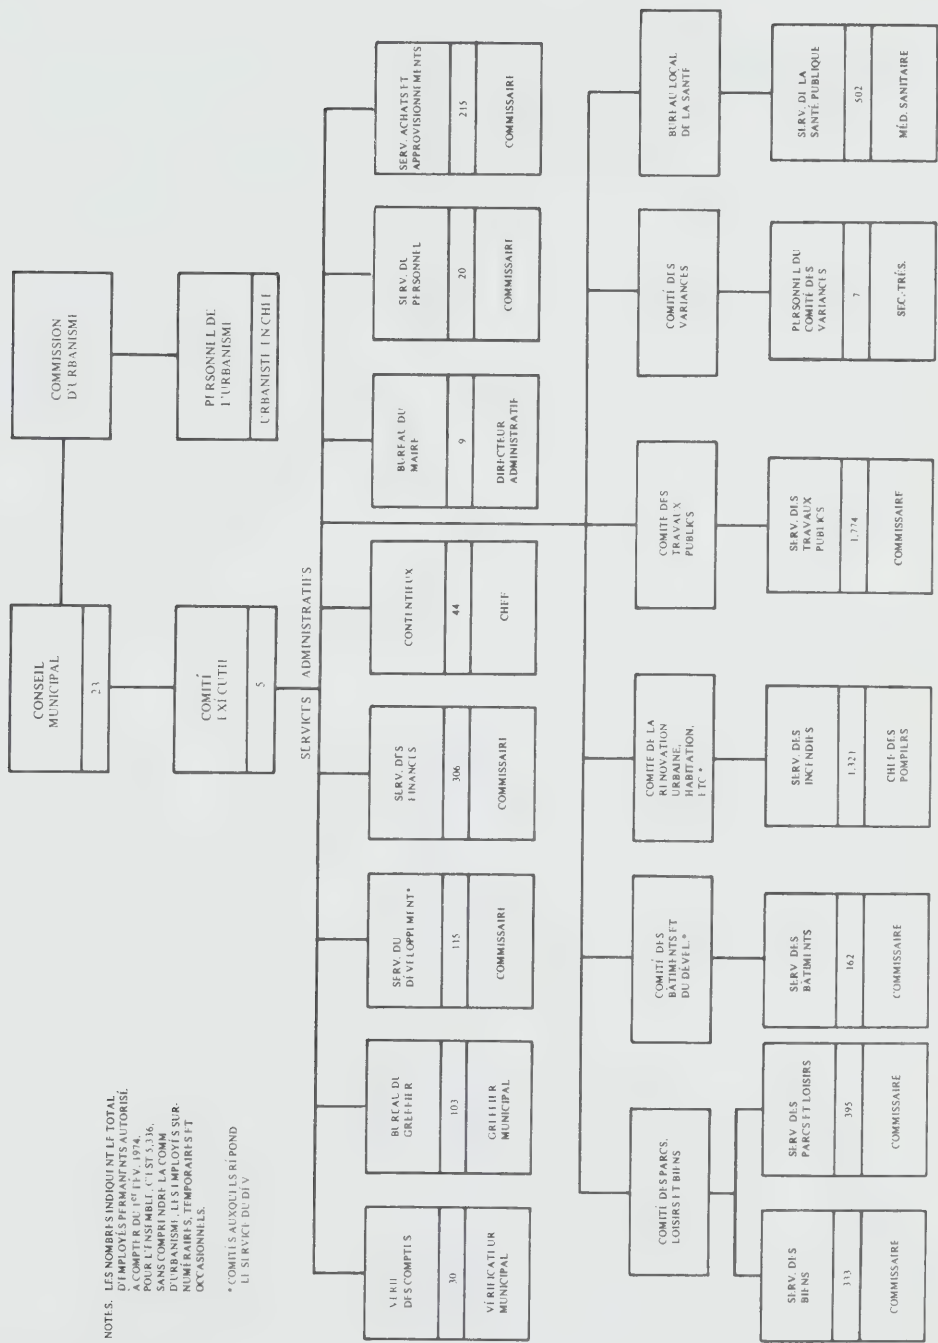 NOTES. LES NOMBRES INDIQUENT LE TOTAL
D'EMPLOYÉS PERMANENTS AUTORISÉ.
A COMPTER DU 1er FÉV. 1974,
POUR L'ENSEMBLE, C'EST 5,336,
SANS COMPRENDRE LA COMM
D'URBANISME, LES EMPLOYÉS SUR-
NUMÉRAIRES, TEMPORAIRES ET
OCCASIONNELS.
* COMITÉS AUXQUELS RÉPOND
LE SERVICE DU DÉV
CONSEIL
MUNICIPAL
23
COMMISSION
D'URBANISME
COMITÉ
EXÉCUTIF
5
PERSONNEL DE
L'URBANISME
URBANISTE EN CHEF
SERVICES ADMINISTRATIFS
VÉRIF
DES COMPTES
30
VÉRIFICATEUR
MUNICIPAL
BUREAU DU
GREFFIER
103
GREFFIER
MUNICIPAL
SERV. DU
DÉVELOPPEMENT*
115
COMMISSAIRE
SERV. DES
FINANCES
306
COMMISSAIRE
CONTENTIEUX
44
CHEF
BUREAU DU
MAIRE
9
DIRECTEUR
ADMINISTRATIF
SERV. DU
PERSONNEL
20
COMMISSAIRE
SERV. ACHATS ET
APPROVISIONNEMENTS
215
COMMISSAIRE
COMITÉ DES PARCS,
LOISIRS ET BIENS
COMITÉ DES
BÂTIMENTS ET
DU DÉVEL.*
COMITE DE LA
RENOVATION
URBAINE,
HABITATION,
ETC *
COMITE DES
TRAVAUX
PUBLICS
COMITÉ DES
VARIANCES
BUREAU LOCAL
DE LA SANTÉ
SERV. DES
BIENS
333
COMMISSAIRE
SERV DES
PARCS ET LOISIRS
395
COMMISSAIRE
SERV DES
BÂTIMENTS
162
COMMISSAIRE
SERV. DES
INCENDIES
1,321
CHEF DES
POMPIERS
SERV. DES
TRAVAUX
PUBLICS
1,774
COMMISSAIRE
PERSONNEL DU
COMITÉ DES
VARIANCES
7
SEC.-TRÉS.
SERV. DE LA
SANTÉ PUBLIQUE
502
MÉD. SANITAIRE